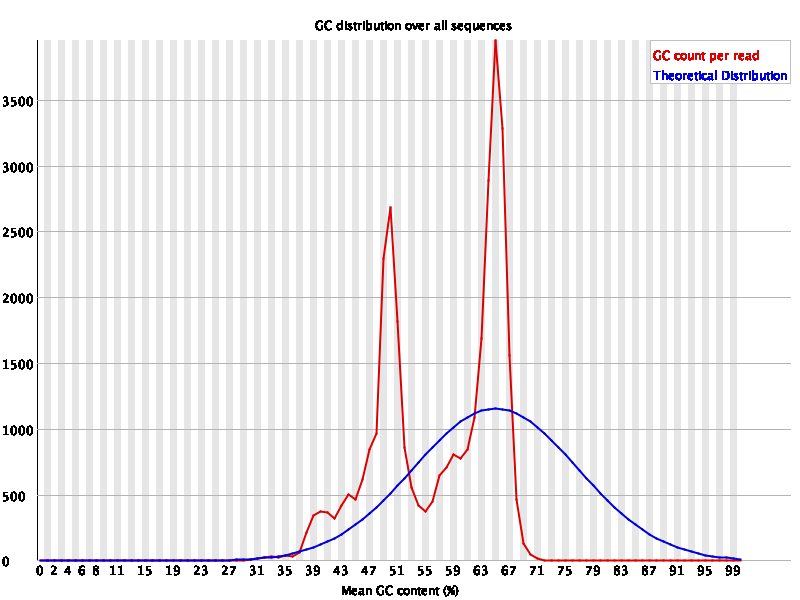 GC distribution over all sequences
GC count per read
Theoretical Distribution
3500
3000
2500
2000
1500
1000
500
0
0 2 4 6 8 11 15 19 23 27 31 35 39 43 47 51 55 59 63 67 71 75 79 83 87 91 95 99
Mean GC content (%)